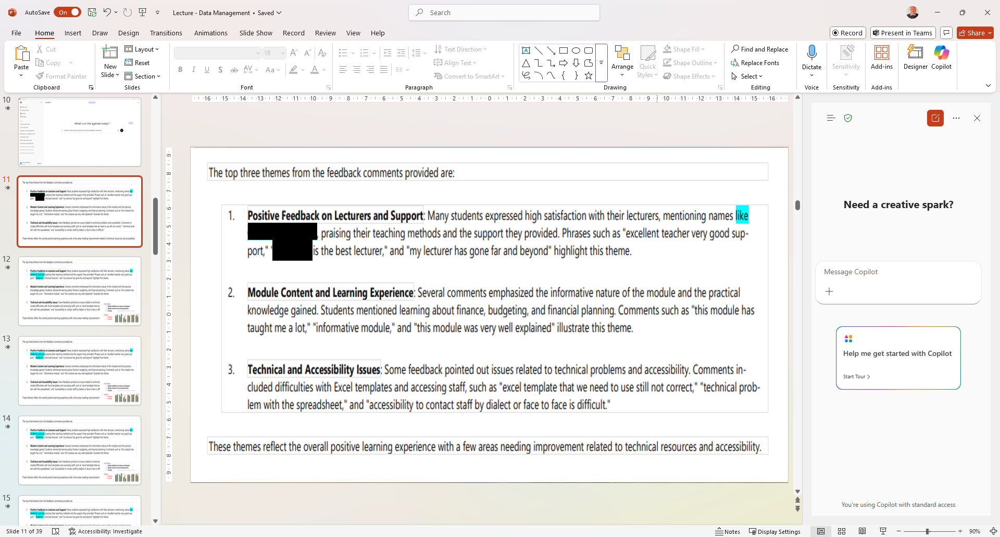 AutoSave On Lecture - Data Management • Saved Search
File Home Insert Draw Design Transitions Animations Slide Show Record Review View Help Record Present in Teams Share
Paste Cut Copy Format Painter Clipboard
New Slide Layout Reset Section Slides
18 Font
Text Direction Align Text Convert to SmartArt Paragraph
Arrange Quick Styles Shape Fill Shape Outline Shape Effects Drawing
Find and Replace Replace Fonts Select Editing
Dictate Voice
Sensitivity Sensitivity
Add-ins Add-ins
Designer Copilot
10
What's on the agenda today?
11
12
13
14
15
The top three themes from the feedback comments provided are:
1. Positive Feedback on Lecturers and Support: Many students expressed high satisfaction with their lecturers, mentioning names like
, praising their teaching methods and the support they provided. Phrases such as "excellent teacher very good sup-
port," " is the best lecturer," and "my lecturer has gone far and beyond" highlight this theme.
2. Module Content and Learning Experience: Several comments emphasized the informative nature of the module and the practical
knowledge gained. Students mentioned learning about finance, budgeting, and financial planning. Comments such as "this module has
taught me a lot," "informative module," and "this module was very well explained" illustrate this theme.
3. Technical and Accessibility Issues: Some feedback pointed out issues related to technical problems and accessibility. Comments in-
cluded difficulties with Excel templates and accessing staff, such as "excel template that we need to use still not correct," "technical prob-
lem with the spreadsheet," and "accessibility to contact staff by dialect or face to face is difficult."
These themes reflect the overall positive learning experience with a few areas needing improvement related to technical resources and accessibility.
Need a creative spark?
Message Copilot
Help me get started with Copilot
Start Tour
You're using Copilot with standard access
Slide 11 of 39 Accessibility: Investigate Notes Display Settings 90%